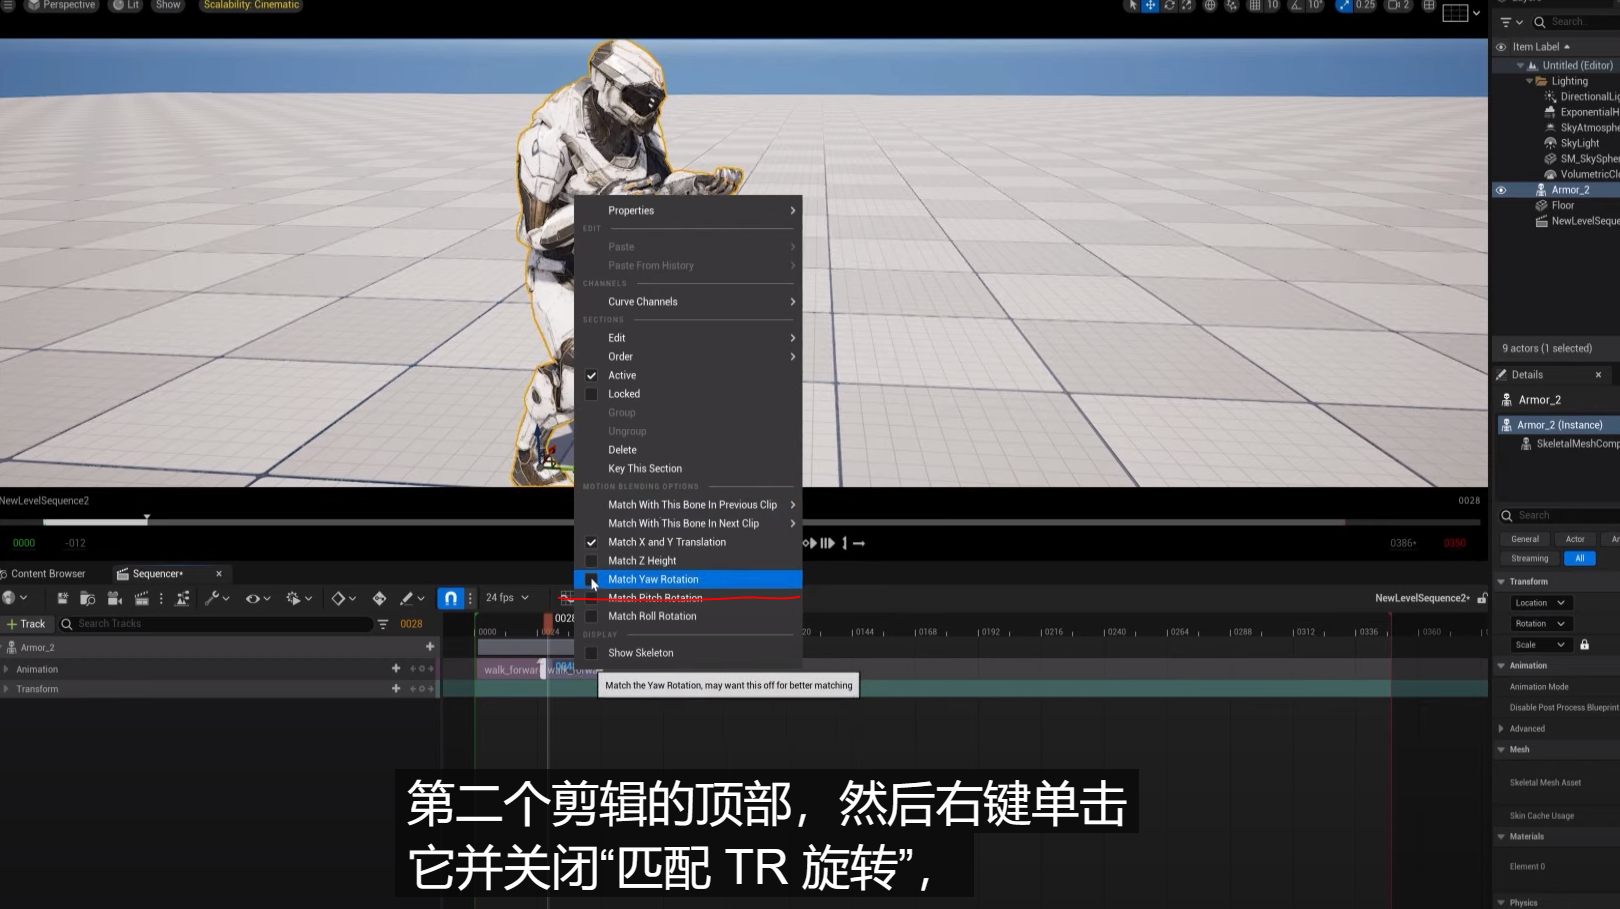 Perspective
Lit
Show
Scalability: Cinematic
10
10°
0.25
2
Search..
Item Label
Untitled (Editor)
Lighting
DirectionalLig
ExponentialH
SkyAtmosphe
SkyLight
SM_SkySpher
VolumetricClo
Armor_2
Floor
NewLevelSeque
9 actors (1 selected)
Details
Armor_2
Armor_2 (Instance)
SkeletalMeshComp
Search
General
Actor
Streaming
All
Transform
Location
Rotation
Scale
Animation
Animation Mode
Disable Post Process Blueprint
Advanced
Mesh
Skeletal Mesh Asset
Skin Cache Usage
Materials
Element 0
Physics
Properties
EDIT
Paste
Paste From History
CHANNELS
Curve Channels
SECTIONS
Edit
Order
Active
Locked
Group
Ungroup
Delete
Key This Section
MOTION BLENDING OPTIONS
Match With This Bone In Previous Clip
Match With This Bone In Next Clip
Match X and Y Translation
Match Z Height
Match Yaw Rotation
Match Pitch Rotation
Match Roll Rotation
DISPLAY
Show Skeleton
Match the Yaw Rotation, may want this off for better matching
NewLevelSequence2
0028
0000
-012
0386*
0350
Content Browser
Sequencer*
24 fps
NewLevelSequence2*
Track
Search Tracks
0028
0028
0000
0024
0144
0168
0192
0216
0240
0264
0288
0312
0336
0360
Armor_2
Animation
walk_forwar
Transform
第二个剪辑的顶部，然后右键单击
它并关闭“匹配 TR 旋转”，